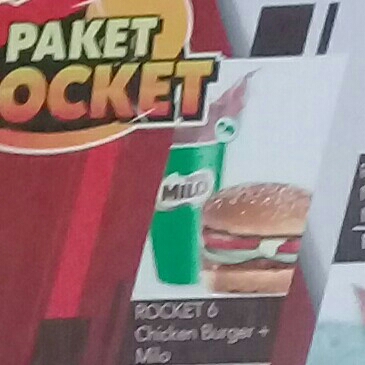 PAKET
OCKET
MILO
ROCKET 6
Chicken Burger +
Milo